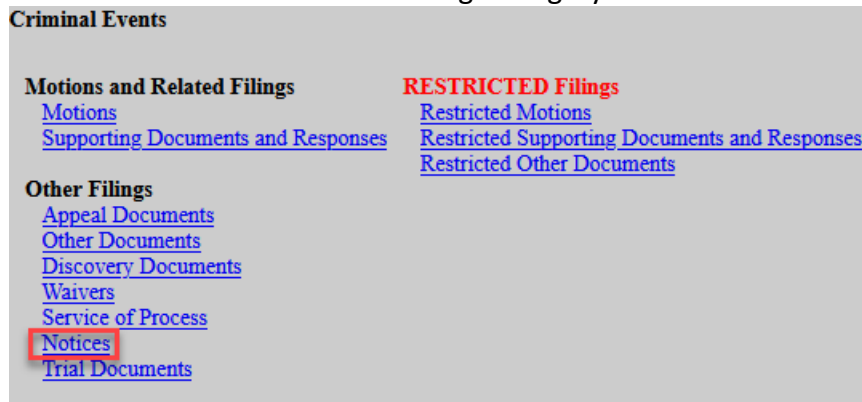 Criminal Events
Motions and Related Filings
Motions
Supporting Documents and Responses
RESTRICTED Filings
Restricted Motions
Restricted Supporting Documents and Responses
Restricted Other Documents
Other Filings
Appeal Documents
Other Documents
Discovery Documents
Waivers
Service of Process
Notices
Trial Documents